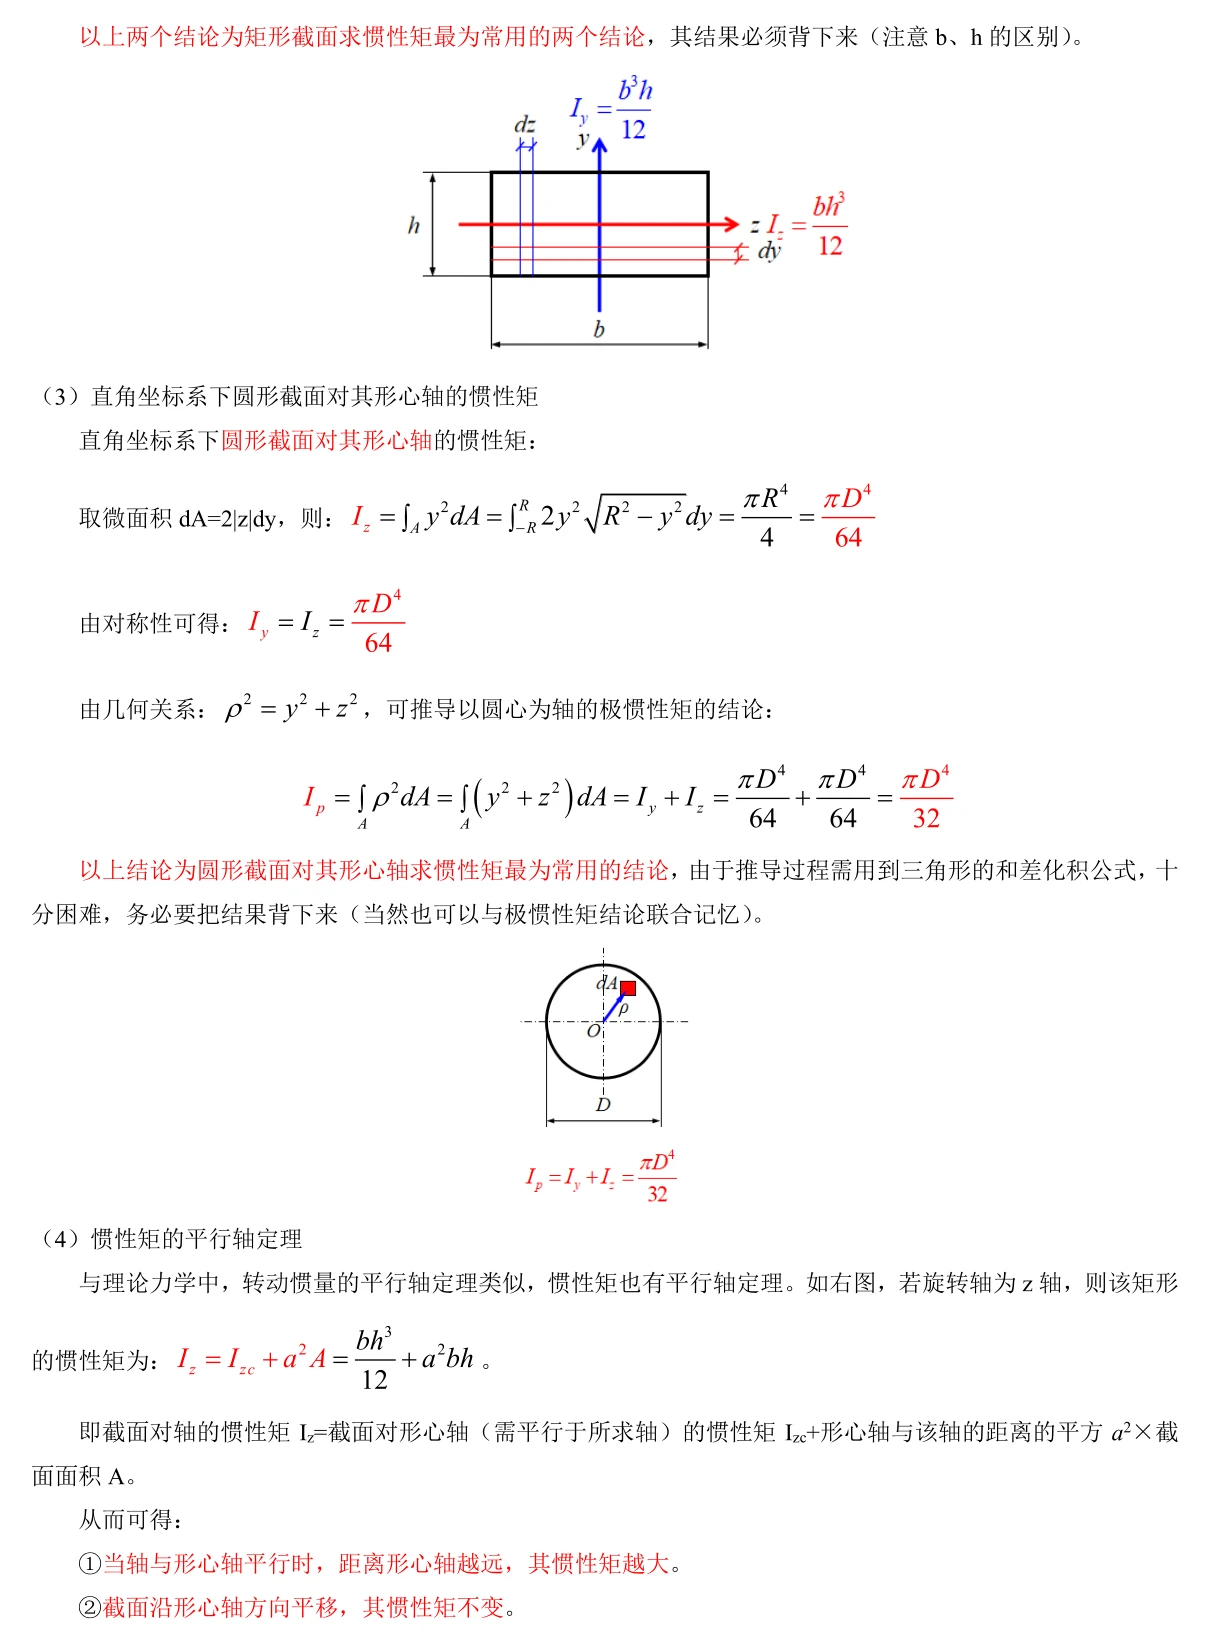 以上两个结论为矩形截面求惯性矩最为常用的两个结论，其结果必须背下来（注意 b、h 的区别）。
I_y = b³h/12
dz
y
h
z I_z = bh³/12
dy
b
（3）直角坐标系下圆形截面对其形心轴的惯性矩
直角坐标系下圆形截面对其形心轴的惯性矩：
取微面积 dA=2|z|dy，则：I_z = ∫_A y²dA = ∫_{-R}^{R} 2y²√(R² − y²) dy = πR⁴/4 = πD⁴/64
由对称性可得：I_y = I_z = πD⁴/64
由几何关系：ρ² = y² + z²，可推导以圆心为轴的极惯性矩的结论：
I_p = ∫_A ρ²dA = ∫_A (y² + z²)dA = I_y + I_z = πD⁴/64 + πD⁴/64 = πD⁴/32
以上结论为圆形截面对其形心轴求惯性矩最为常用的结论，由于推导过程需用到三角形的和差化积公式，十
分困难，务必要把结果背下来（当然也可以与极惯性矩结论联合记忆）。
dA
ρ
O
D
I_p = I_y + I_z = πD⁴/32
（4）惯性矩的平行轴定理
与理论力学中，转动惯量的平行轴定理类似，惯性矩也有平行轴定理。如右图，若旋转轴为 z 轴，则该矩形
的惯性矩为：I_z = I_zc + a²A = bh³/12 + a²bh 。
即截面对轴的惯性矩 I_z=截面对形心轴（需平行于所求轴）的惯性矩 I_zc+形心轴与该轴的距离的平方 a²×截
面面积 A。
从而可得：
①当轴与形心轴平行时，距离形心轴越远，其惯性矩越大。
②截面沿形心轴方向平移，其惯性矩不变。